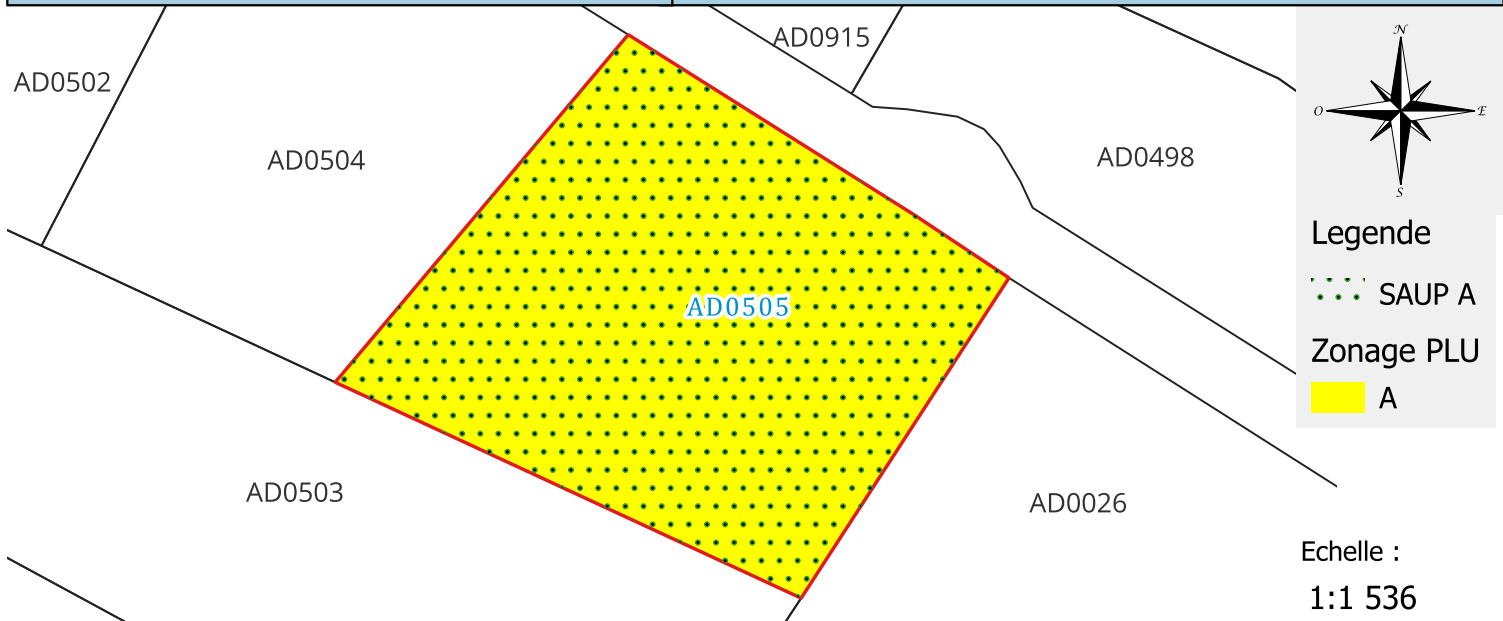 AD0915
AD0502
AD0504
AD0498
AD0505
AD0503
AD0026
N
O
E
S
Legende
SAUP A
Zonage PLU
A
Echelle :
1:1 536